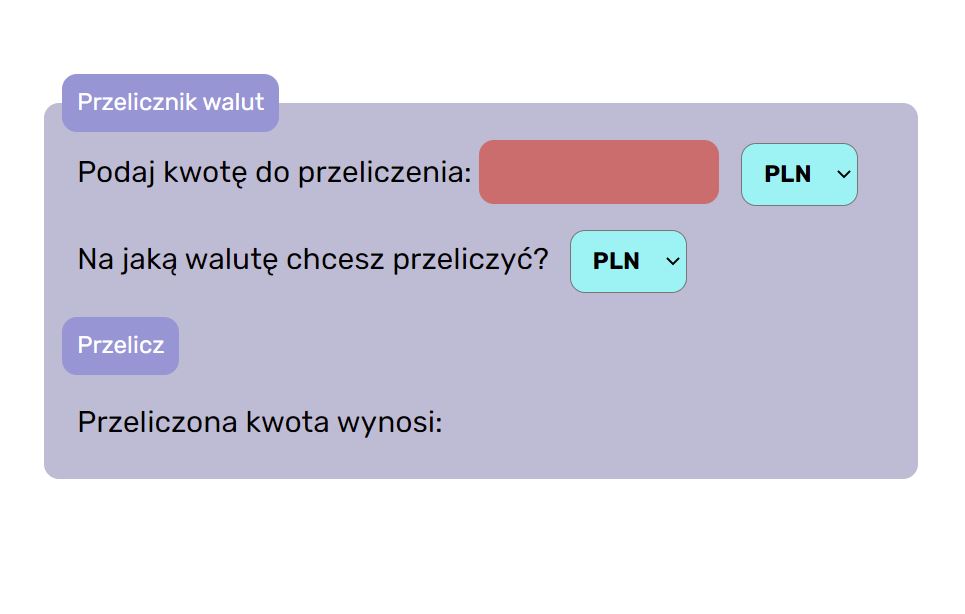 Przelicznik walut
Podaj kwotę do przeliczenia: PLN
Na jaką walutę chcesz przeliczyć? PLN
Przelicz
Przeliczona kwota wynosi: